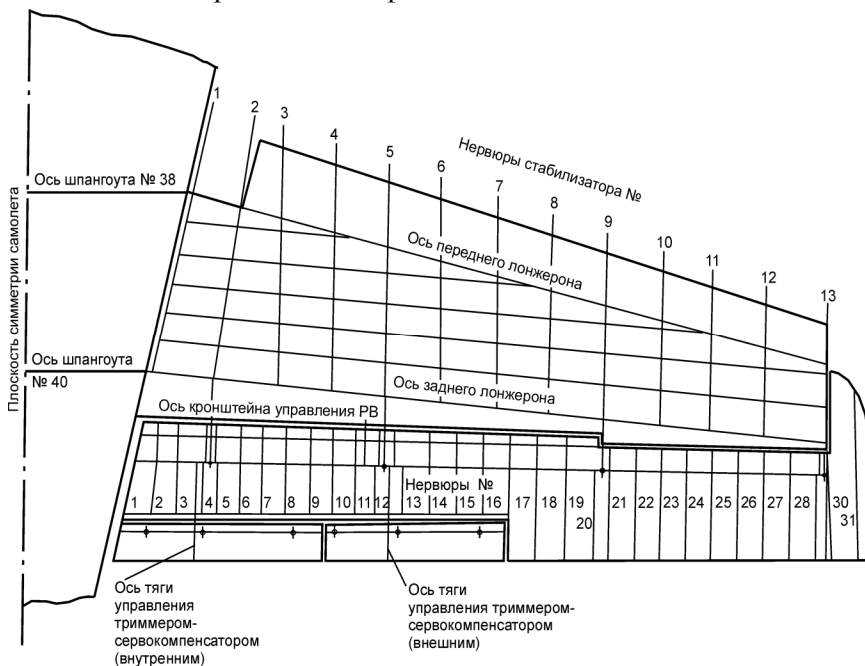 1
2
3
4
5
6
7
8
9
10
11
12
13
Нервюры стабилизатора №
Плоскость симметрии самолета
Ось шпангоута № 38
Ось переднего лонжерона
Ось шпангоута
№ 40
Ось заднего лонжерона
Ось кронштейна управления РВ
Нервюры №
1 2 3 4 5 6 7 8 9 10 11 12 13 14 15 16 17 18 19 20 21 22 23 24 25 26 27 28 30 31
Ось тяги
управления
триммером-
сервокомпенсатором
(внутренним)
Ось тяги
управления триммером-
сервокомпенсатором
(внешним)